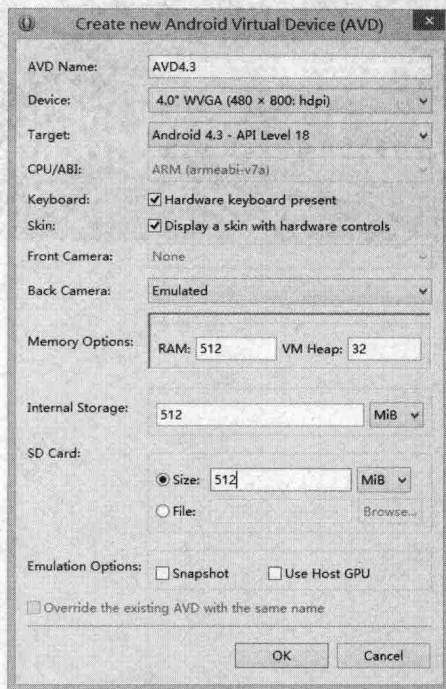 Create new Android Virtual Device (AVD)
AVD Name: AVD4.3
Device: 4.0" WVGA (480 × 800: hdpi)
Target: Android 4.3 - API Level 18
CPU/ABI: ARM (armeabi-v7a)
Keyboard: Hardware keyboard present
Skin: Display a skin with hardware controls
Front Camera: None
Back Camera: Emulated
Memory Options: RAM: 512 VM Heap: 32
Internal Storage: 512 MiB
SD Card:
Size: 512 MiB
File: Browse...
Emulation Options: Snapshot Use Host GPU
Override the existing AVD with the same name
OK Cancel